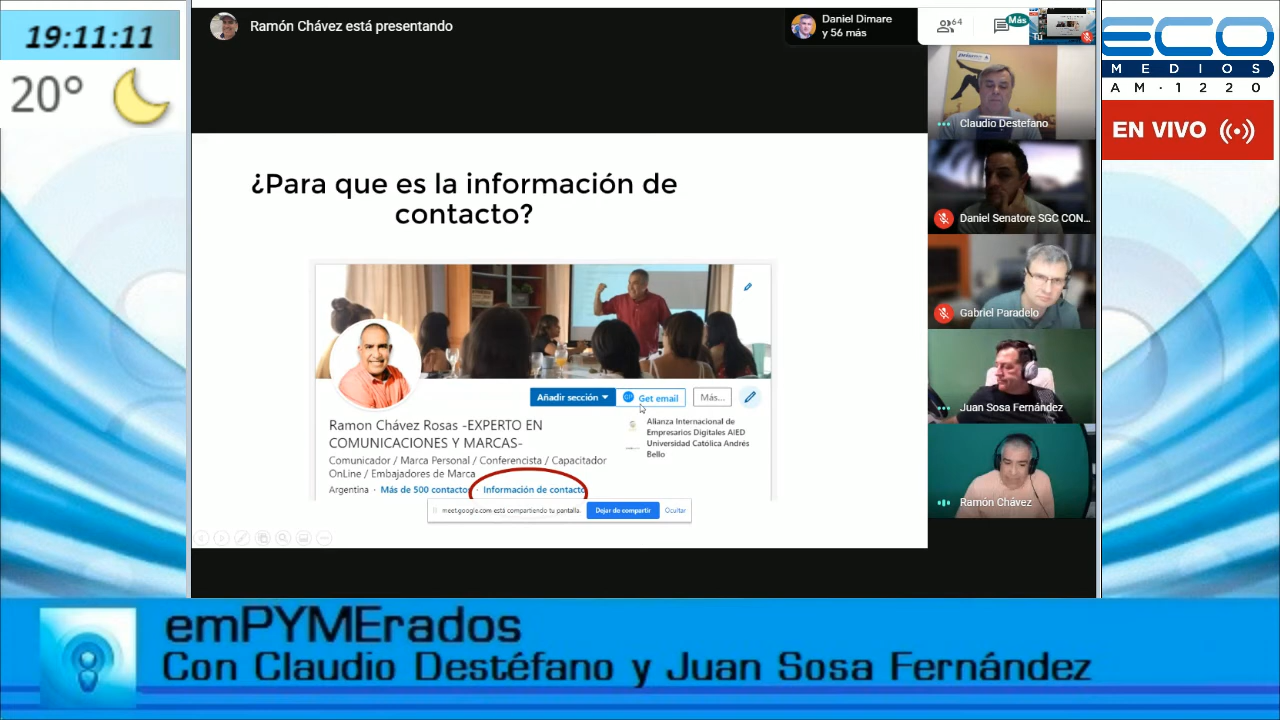 19:11:11
20°
Ramón Chávez está presentando
Daniel Dimare
y 56 más
64
Más
Tú
ECO
MEDIOS
AM·1220
EN VIVO
Claudio Destefano
Daniel Senatore SGC CON...
Gabriel Paradelo
Juan Sosa Fernández
Ramón Chávez
¿Para que es la información de
contacto?
Añadir sección
Get email
Más...
Ramon Chávez Rosas -EXPERTO EN
COMUNICACIONES Y MARCAS-
Comunicador / Marca Personal / Conferencista / Capacitador
OnLine / Embajadores de Marca
Argentina · Más de 500 contactos · Información de contacto
Alianza Internacional de
Empresarios Digitales AIED
Universidad Católica Andrés
Bello
meet.google.com está compartiendo tu pantalla.
Dejar de compartir
Ocultar
emPYMErados
Con Claudio Destéfano y Juan Sosa Fernández